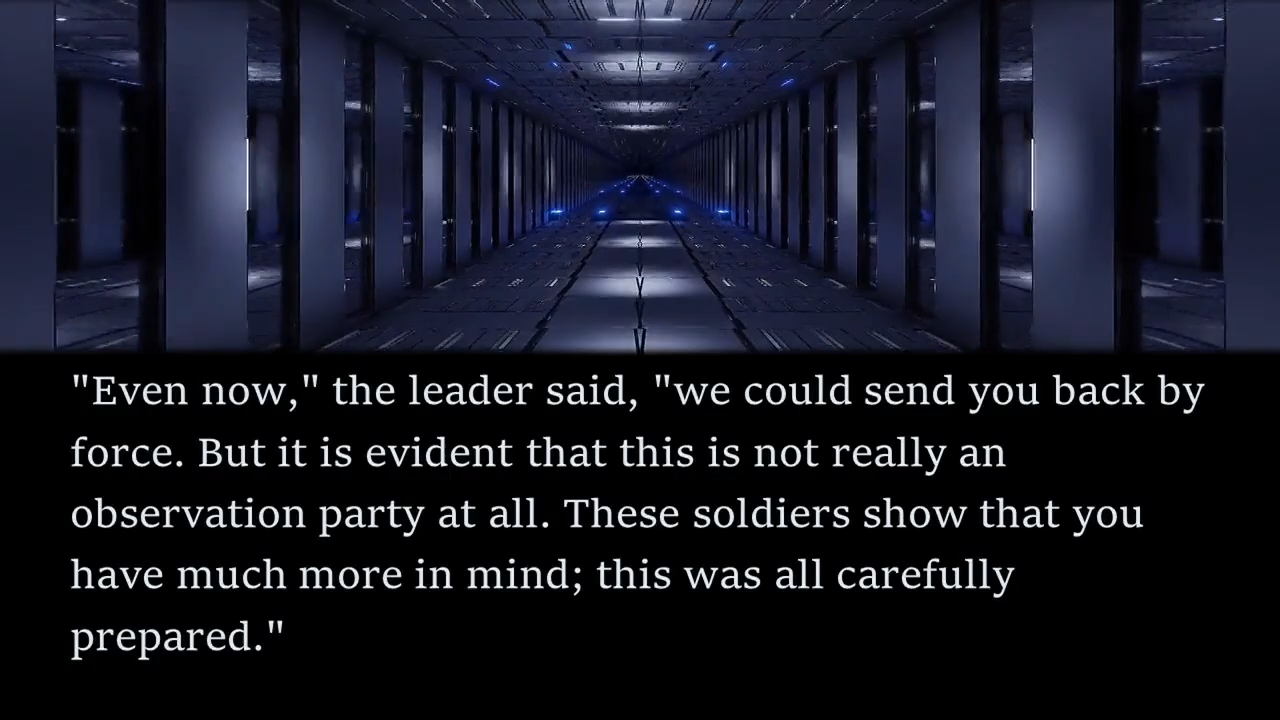 "Even now," the leader said, "we could send you back by
force. But it is evident that this is not really an
observation party at all. These soldiers show that you
have much more in mind; this was all carefully
prepared."